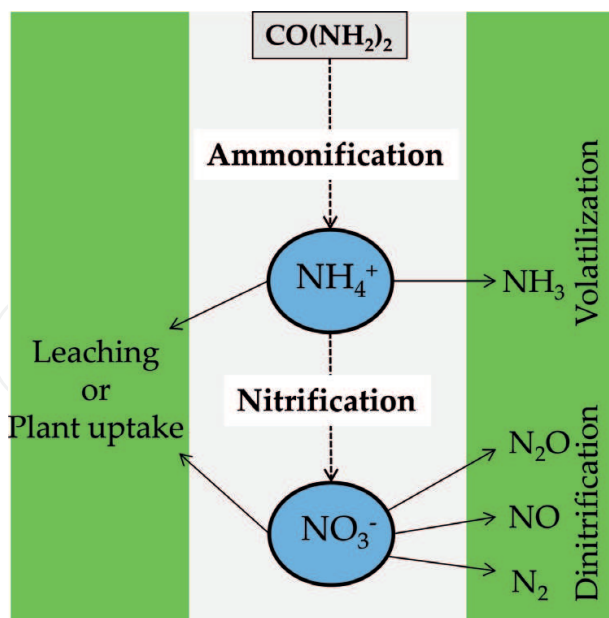 CO(NH₂)₂
Ammonification
NH₄⁺
NH₃
Volatilization
Leaching
or
Plant uptake
Nitrification
NO₃⁻
N₂O
NO
N₂
Dinitrification